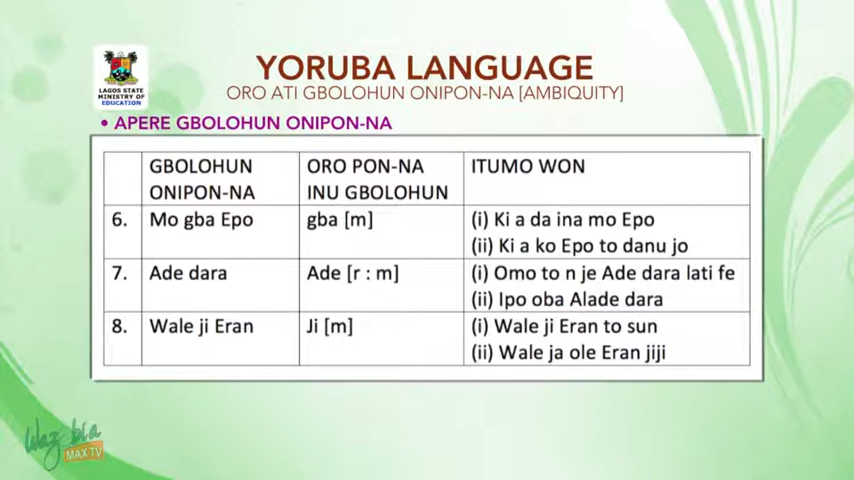 YORUBA LANGUAGE
ORO ATI GBOLOHUN ONIPON-NA [AMBIQUITY]
LAGOS STATE
MINISTRY OF
EDUCATION
• APERE GBOLOHUN ONIPON-NA
GBOLOHUN ONIPON-NA
ORO PON-NA INU GBOLOHUN
ITUMO WON
6. Mo gba Epo gba [m] (i) Ki a da ina mo Epo
(ii) Ki a ko Epo to danu jo
7. Ade dara Ade [r : m] (i) Omo to n je Ade dara lati fe
(ii) Ipo oba Alade dara
8. Wale ji Eran Ji [m] (i) Wale ji Eran to sun
(ii) Wale ja ole Eran jiji
Wazobia
MAX TV